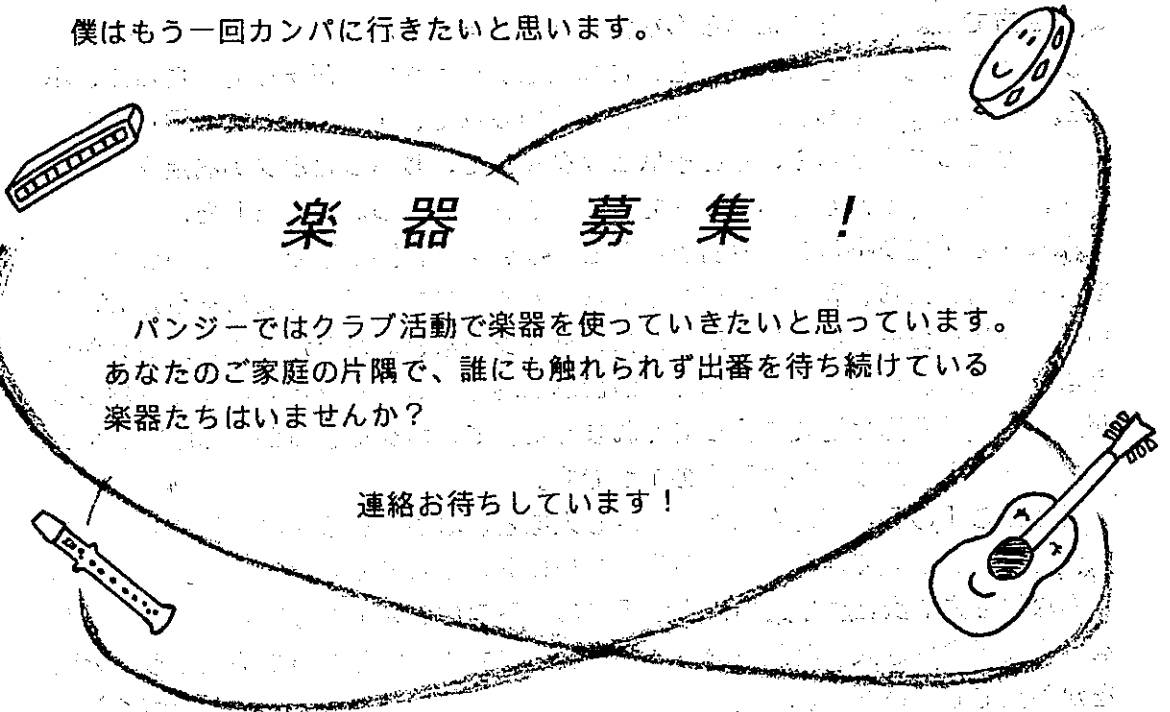 僕はもう一回カンパに行きたいと思います。
楽器 募集！
パンジーではクラブ活動で楽器を使っていきたいと思っています。
あなたのご家庭の片隅で、誰にも触れられず出番を待ち続けている
楽器たちはいませんか？
連絡お待ちしています！